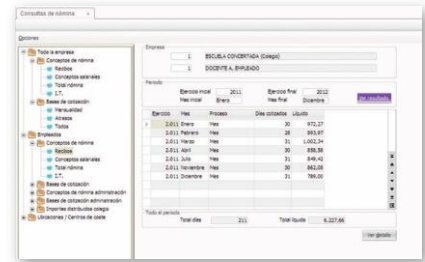 Consultas de nómina
Opciones
Toda la empresa
Conceptos de nómina
Recibos
Conceptos salariales
Total nómina
I.T.
Bases de cotización
Mensualidad
Atrasos
Todos
Empleados
Conceptos de nómina
Recibos
Conceptos salariales
Total nómina
I.T.
Bases de cotización
Conceptos de nómina administración
Bases de cotización administración
Importes distribuidos colegio
Ubicaciones / Centros de coste
Empresa
1 ESCUELA CONCERTADA (Colegio)
1 DOCENTE A, EMPLEADO
Periodo
Ejercicio inicial 2011 Ejercicio final 2012
Mes inicial Enero Mes final Diciembre
Ver resultado
Ejercicio Mes Proceso Días cotizados Líquido
2.011 Enero Mes 30 972,27
2.011 Febrero Mes 28 893,87
2.011 Marzo Mes 31 1.002,34
2.011 Abril Mes 30
2.011 Julio Mes 31 849,42
2.011 Noviembre Mes 30
2.011 Diciembre Mes 31 789,00
Todo el periodo
Total días 211 Total líquido 6.227,66
Ver detalle